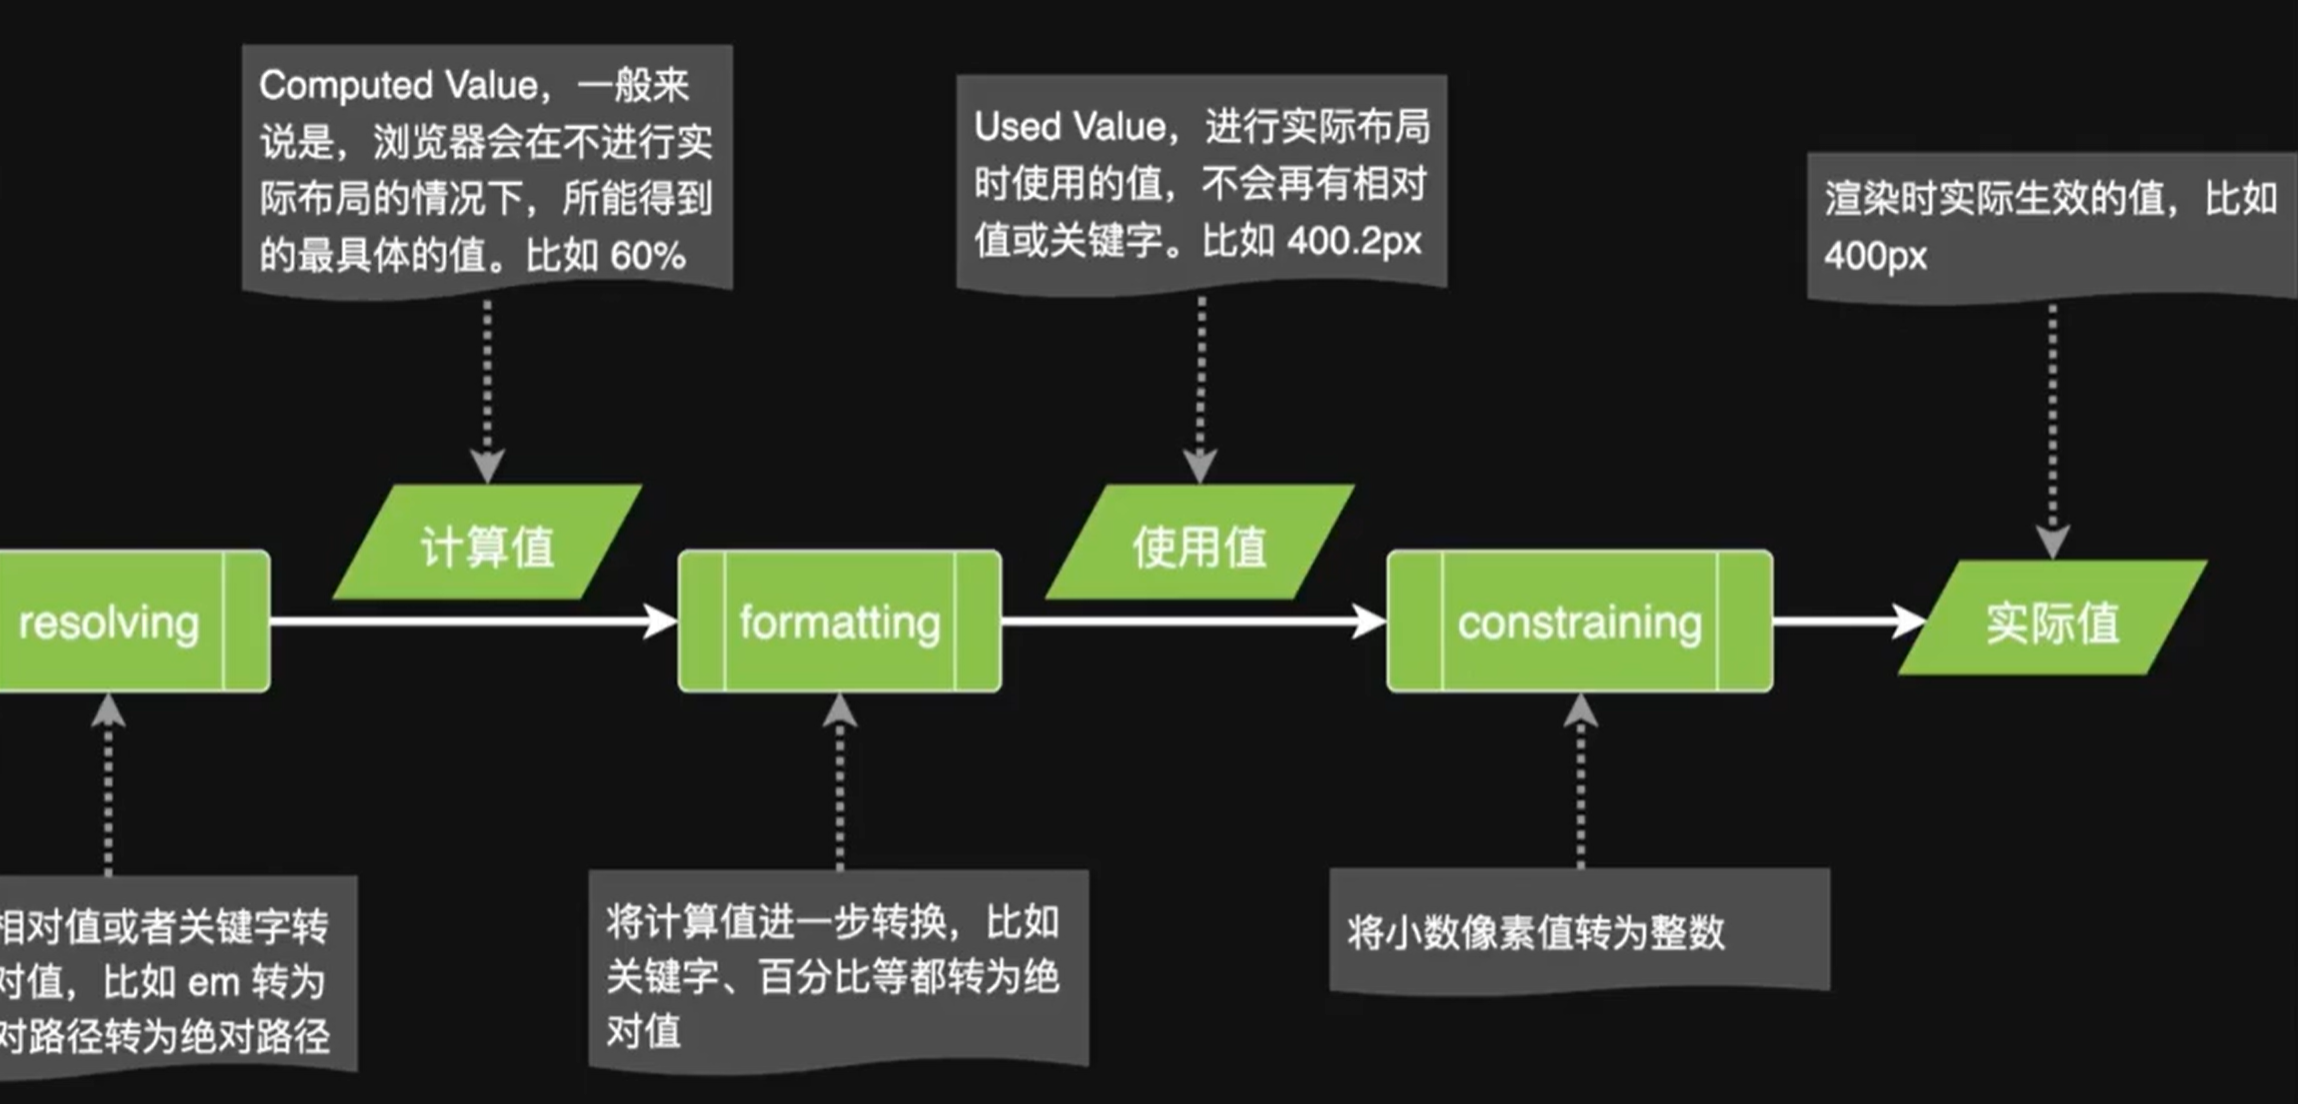 Computed Value，一般来
说是，浏览器会在不进行实
际布局的情况下，所能得到
的最具体的值。比如 60%
Used Value，进行实际布局
时使用的值，不会再有相对
值或关键字。比如 400.2px
渲染时实际生效的值，比如
400px
计算值
使用值
resolving
formatting
constraining
实际值
相对值或者关键字转
对值，比如 em 转为
对路径转为绝对路径
将计算值进一步转换，比如
关键字、百分比等都转为绝
对值
将小数像素值转为整数